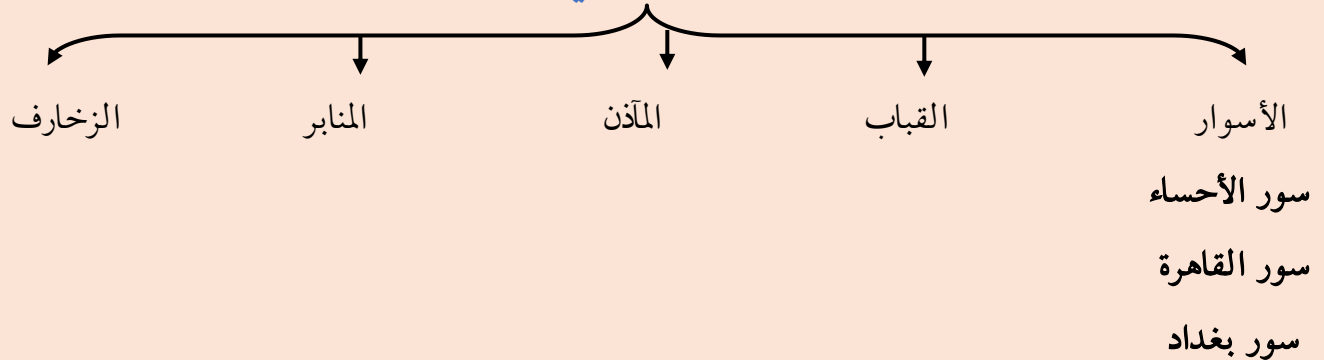 الأسوار القباب المآذن المنابر الزخارف
سور الأحساء
سور القاهرة
سور بغداد